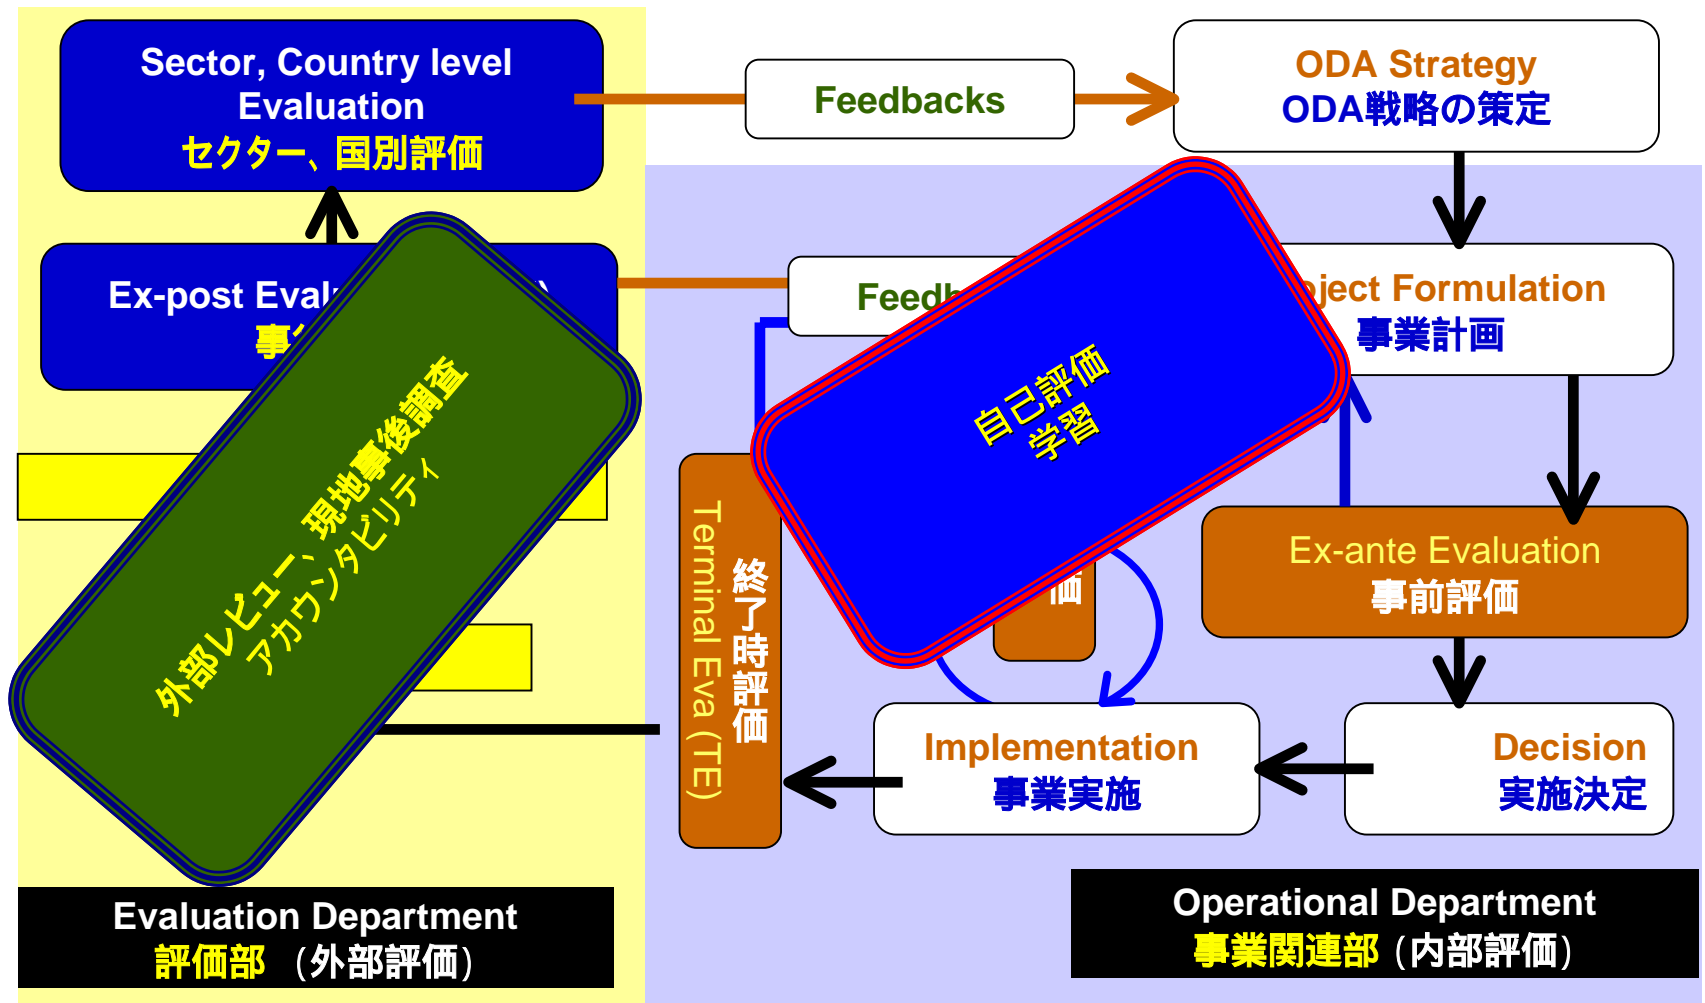 Sector, Country level
Evaluation
セクター、国別評価
Feedbacks
ODA Strategy
ODA戦略の策定
Ex-post
事
Formulation
事業計画
自己評価
学習
外部レビュー、現地事後調査
アカウンタビリティ
終了時評価
Terminal Eva (TE)
価
Ex-ante Evaluation
事前評価
Implementation
事業実施
Decision
実施決定
Evaluation Department
評価部 （外部評価）
Operational Department
事業関連部（内部評価）